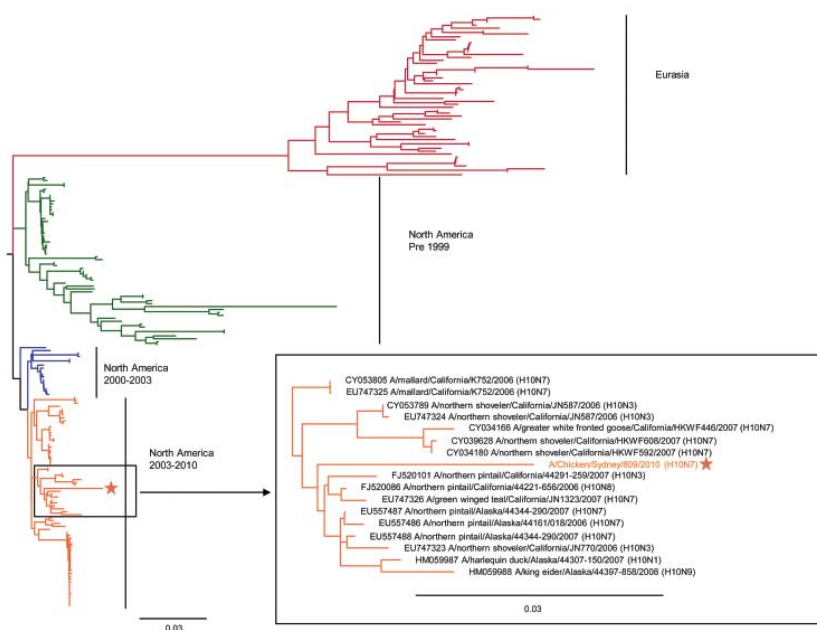 Eurasia
North America
Pre 1999
North America
2000-2003
North America
2003-2010
0.03
CY053805 A/mallard/California/K752/2006 (H10N7)
EU747325 A/mallard/California/K752/2006 (H10N7)
CY053789 A/northern shoveler/California/JN587/2006 (H10N3)
EU747324 A/northern shoveler/California/JN587/2006 (H10N3)
CY034166 A/greater white fronted goose/California/HKWF446/2007 (H10N7)
CY039628 A/northern shoveler/California/HKWF608/2007 (H10N7)
CY034180 A/northern shoveler/California/HKWF592/2007 (H10N7)
A/Chicken/Sydney/809/2010 (H10N7)
FJ520101 A/northern pintail/California/44291-259/2007 (H10N3)
FJ520086 A/northern pintail/California/44221-656/2006 (H10N8)
EU747326 A/green winged teal/California/JN1323/2007 (H10N7)
EU557487 A/northern pintail/Alaska/44344-290/2007 (H10N7)
EU557486 A/northern pintail/Alaska/44161/018/2006 (H10N7)
EU557488 A/northern pintail/Alaska/44344-290/2007 (H10N7)
EU747323 A/northern shoveler/California/JN770/2006 (H10N3)
HM059987 A/harlequin duck/Alaska/44307-150/2007 (H10N1)
HM059988 A/king eider/Alaska/44397-858/2008 (H10N9)
0.03